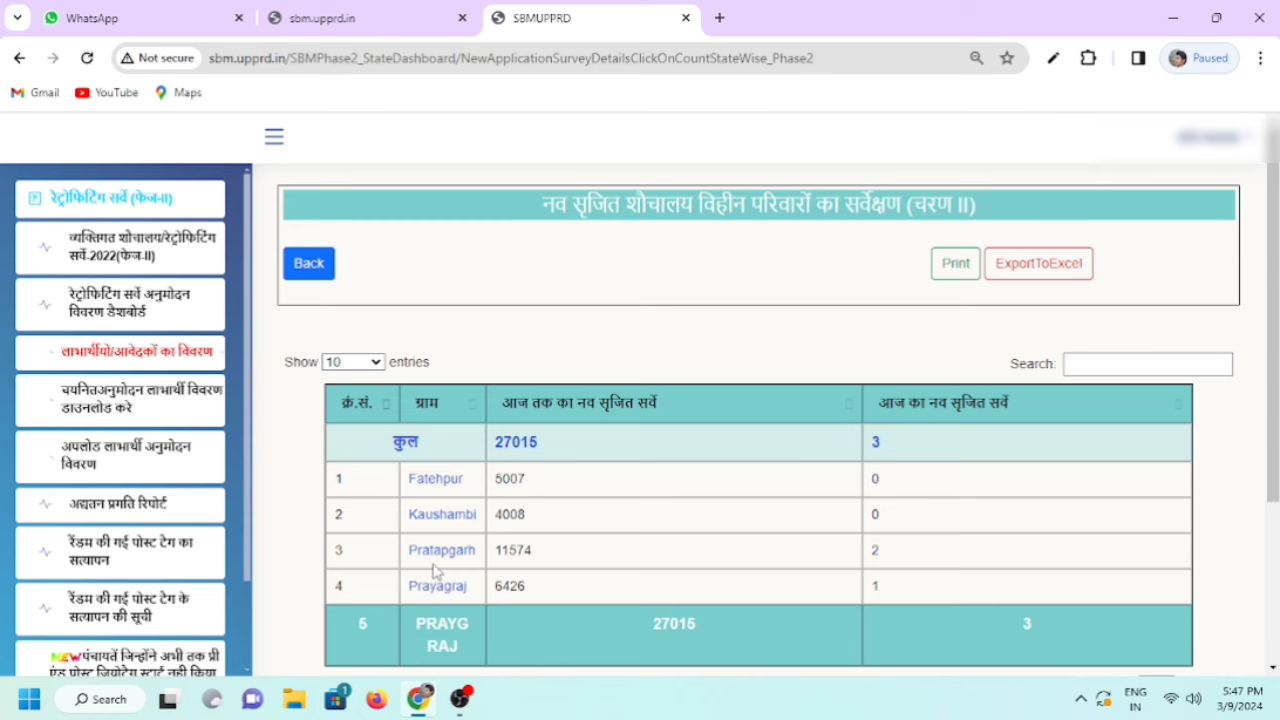 WhatsApp
sbm.upprd.in
SBMUPPRD
Not secure
sbm.upprd.in/SBMPhase2_StateDashboard/NewApplicationSurveyDetailsClickOnCountStateWise_Phase2
Paused
Gmail
YouTube
Maps
रेट्रोफिटिंग सर्वे (फेज-II)
व्यक्तिगत शौचालय/रेट्रोफिटिंग
सर्वे-2022(फेज-II)
रेट्रोफिटिंग सर्वे अनुमोदन
विवरण डैशबोर्ड
लाभार्थीयो/आवेदकों का विवरण
चयनितअनुमोदन लाभार्थी विवरण
डाउनलोड करे
अपलोड लाभार्थी अनुमोदन
विवरण
अद्यतन प्रगति रिपोर्ट
रैंडम की गई पोस्ट टैग का
सत्यापन
रैंडम की गई पोस्ट टैग के
सत्यापन की सूची
NEW पंचायतें जिन्होंने अभी तक प्री
एंड पोस्ट जियोटैग स्टार्ट नही किया
नव सृजित शौचालय विहीन परिवारों का सर्वेक्षण (चरण II)
Back
Print
ExportToExcel
Show 10 entries
Search:
क्रं.सं. ग्राम आज तक का नव सृजित सर्वे आज का नव सृजित सर्वे
कुल 27015 3
1 Fatehpur 5007 0
2 Kaushambi 4008 0
3 Pratapgarh 11574 2
4 Prayagraj 6426 1
5 PRAYG 27015 3
RAJ
Search
1
ENG
IN
5:47 PM
3/9/2024